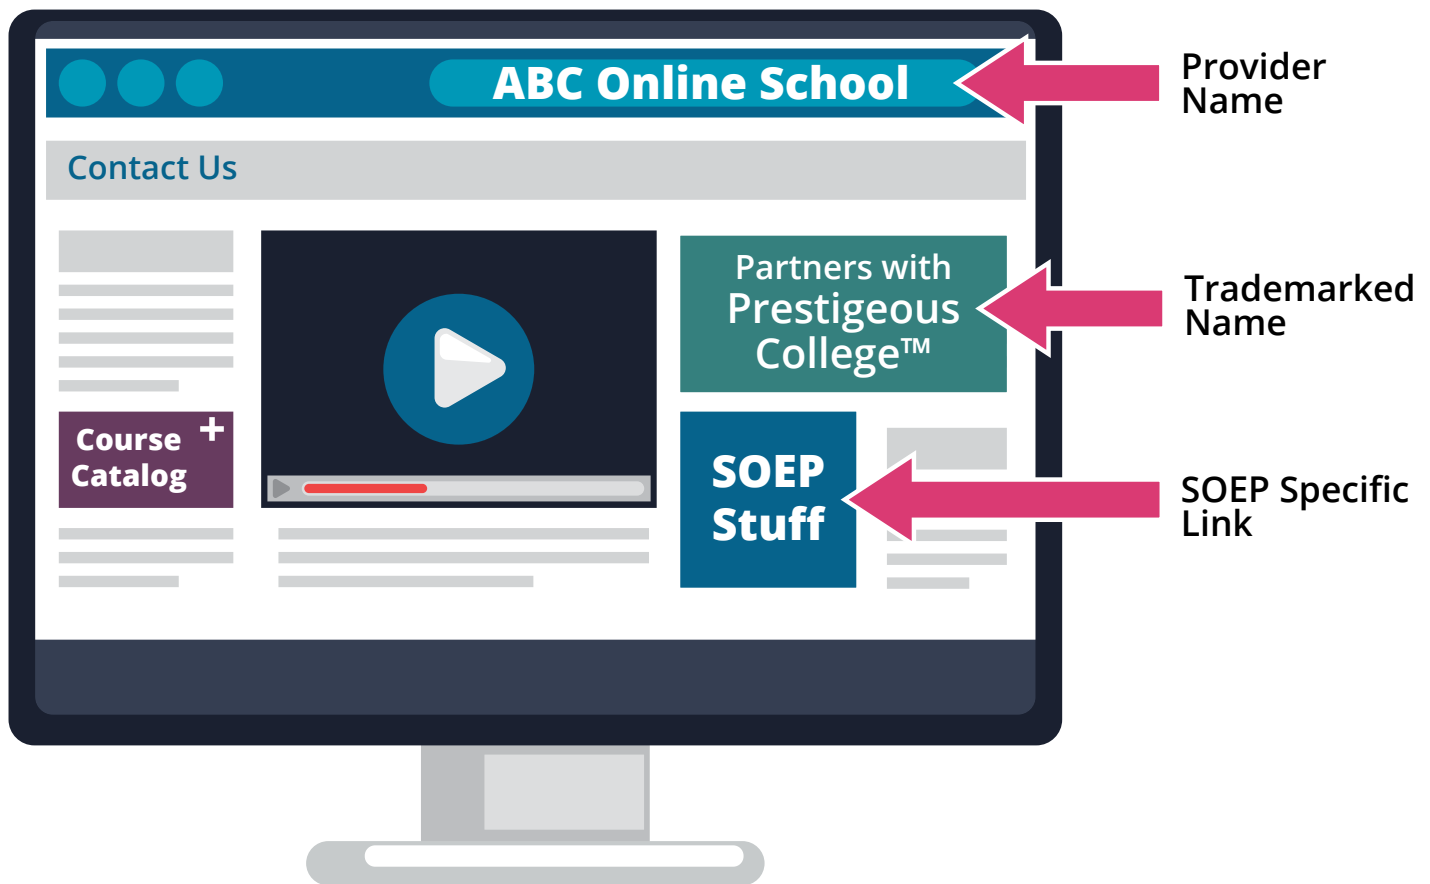 ABC Online School
Provider
Name
Contact Us
Partners with
Prestigeous
College™
Trademarked
Name
Course +
Catalog
SOEP
Stuff
SOEP Specific
Link